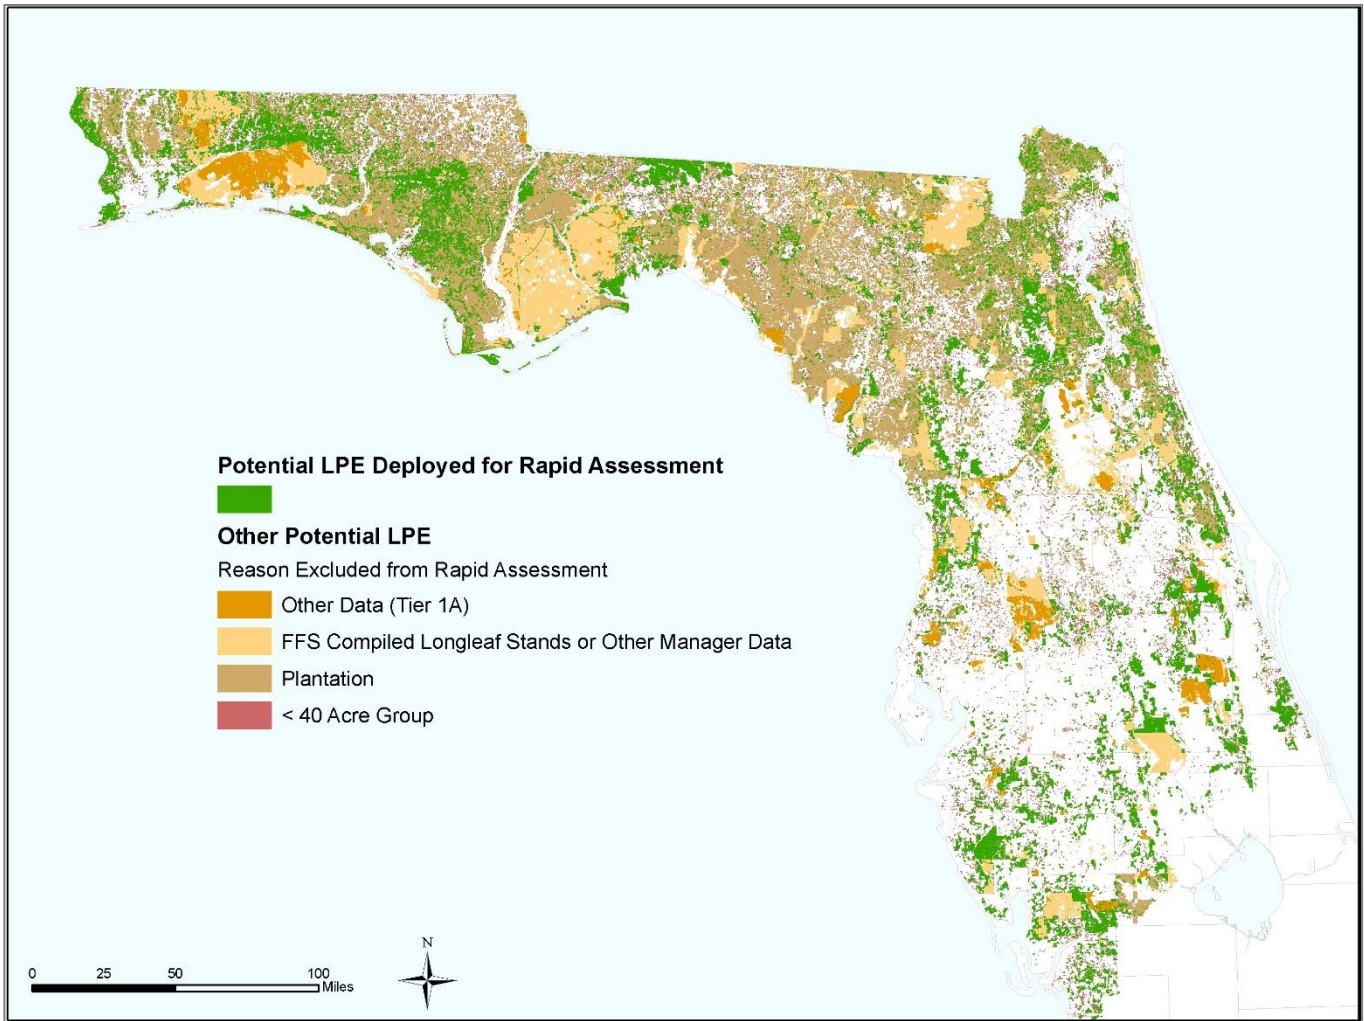 Potential LPE Deployed for Rapid Assessment
Other Potential LPE
Reason Excluded from Rapid Assessment
Other Data (Tier 1A)
FFS Compiled Longleaf Stands or Other Manager Data
Plantation
< 40 Acre Group
N
0 25 50 100
Miles